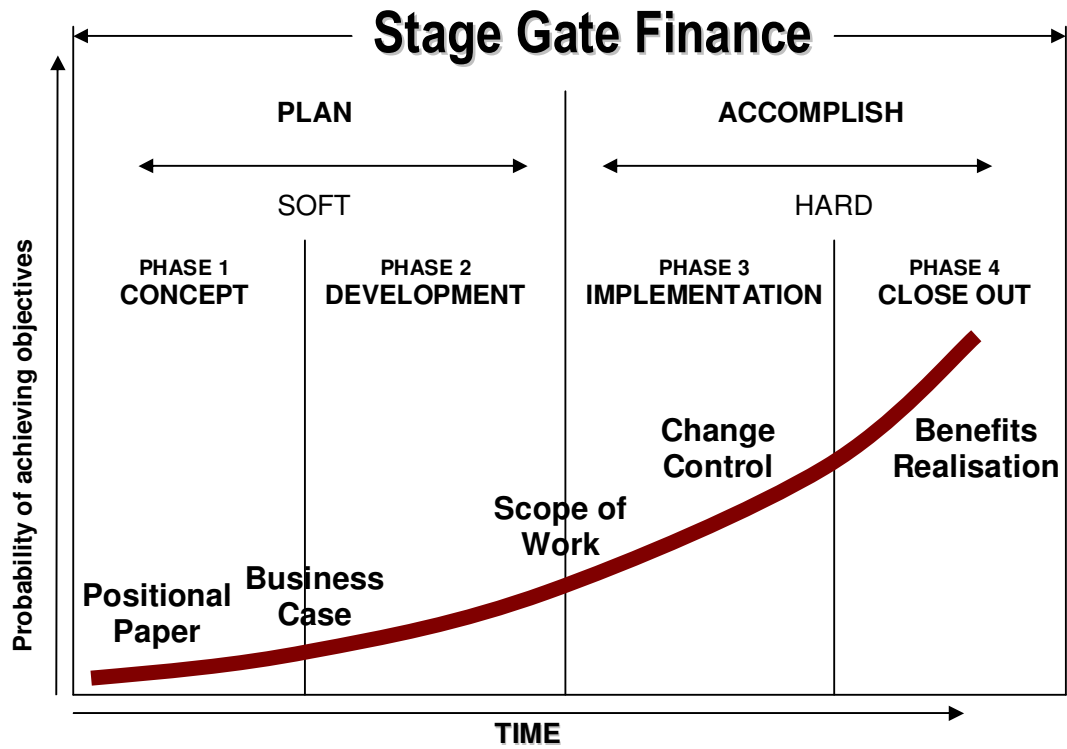 Stage Gate Finance
PLAN
ACCOMPLISH
SOFT
HARD
PHASE 1
CONCEPT
PHASE 2
DEVELOPMENT
PHASE 3
IMPLEMENTATION
PHASE 4
CLOSE OUT
Probability of achieving objectives
Positional
Paper
Business
Case
Scope of
Work
Change
Control
Benefits
Realisation
TIME